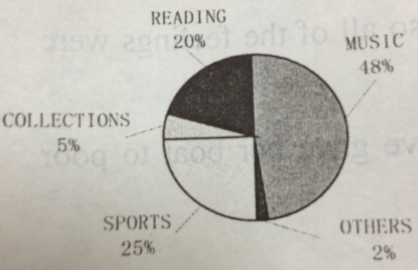 READING
20%
MUSIC
48%
COLLECTIONS
5%
SPORTS
25%
OTHERS
2%